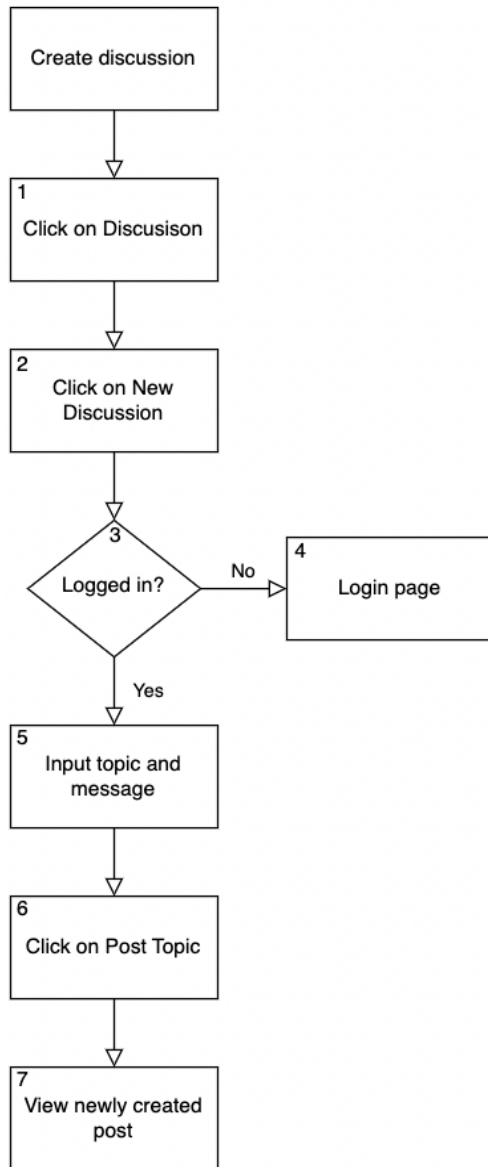 Create discussion
1
Click on Discusison
2
Click on New
Discussion
3
Logged in?
No
4
Login page
Yes
5
Input topic and
message
6
Click on Post Topic
7
View newly created
post